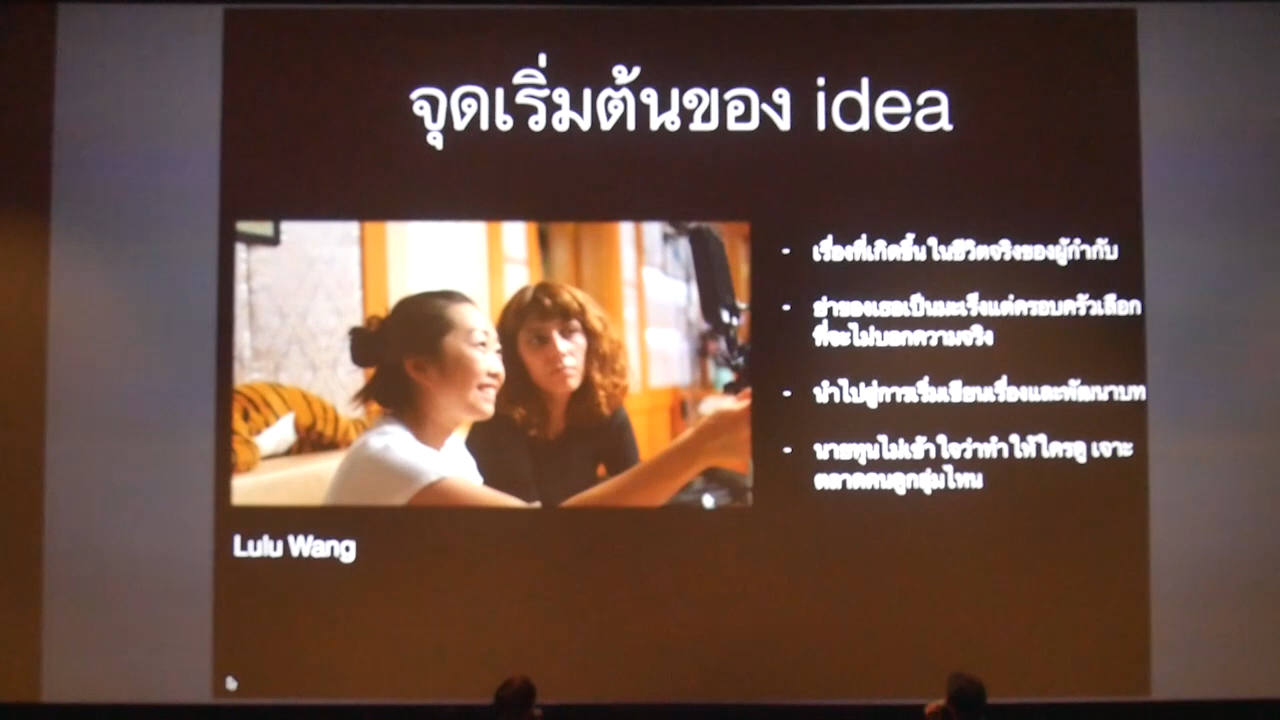 จุดเริ่มต้นของ idea
- เรื่องที่เกิดขึ้นในชีวิตจริงของผู้กำกับ
- ย่าของเธอเป็นมะเร็งแต่ครอบครัวเลือก
ที่จะไม่บอกความจริง
- นำไปสู่การเริ่มเขียนเรื่องและพัฒนาบท
- นายทุนไม่เข้าใจว่าทำให้ใครดู เจาะ
ตลาดคนดูกลุ่มไหน
Lulu Wang